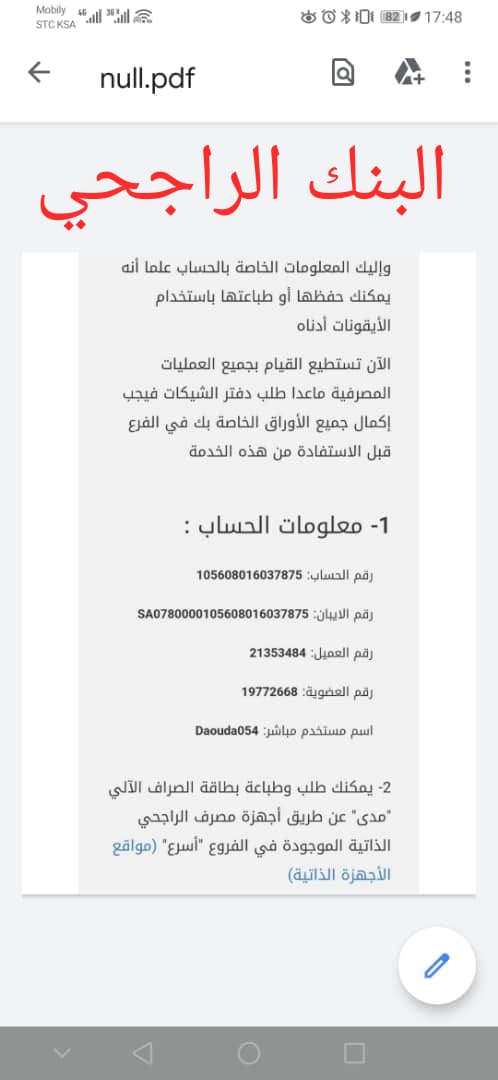 Mobily 4G 3G 82 17:48
STC KSA
null.pdf
البنك الراجحي
وإليك المعلومات الخاصة بالحساب علما أنه
يمكنك حفظها أو طباعتها باستخدام
الأيقونات أدناه
الآن تستطيع القيام بجميع العمليات
المصرفية ماعدا طلب دفتر الشيكات فيجب
إكمال جميع الأوراق الخاصة بك في الفرع
قبل الاستفادة من هذه الخدمة
1- معلومات الحساب :
رقم الحساب: 105608016037875
رقم الايبان: SA0780000105608016037875
رقم العميل: 21353484
رقم العضوية: 19772668
اسم مستخدم مباشر: Daouda054
2- يمكنك طلب وطباعة بطاقة الصراف الآلي
"مدى" عن طريق أجهزة مصرف الراجحي
الذاتية الموجودة في الفروع "أسرع" (مواقع
الأجهزة الذاتية)